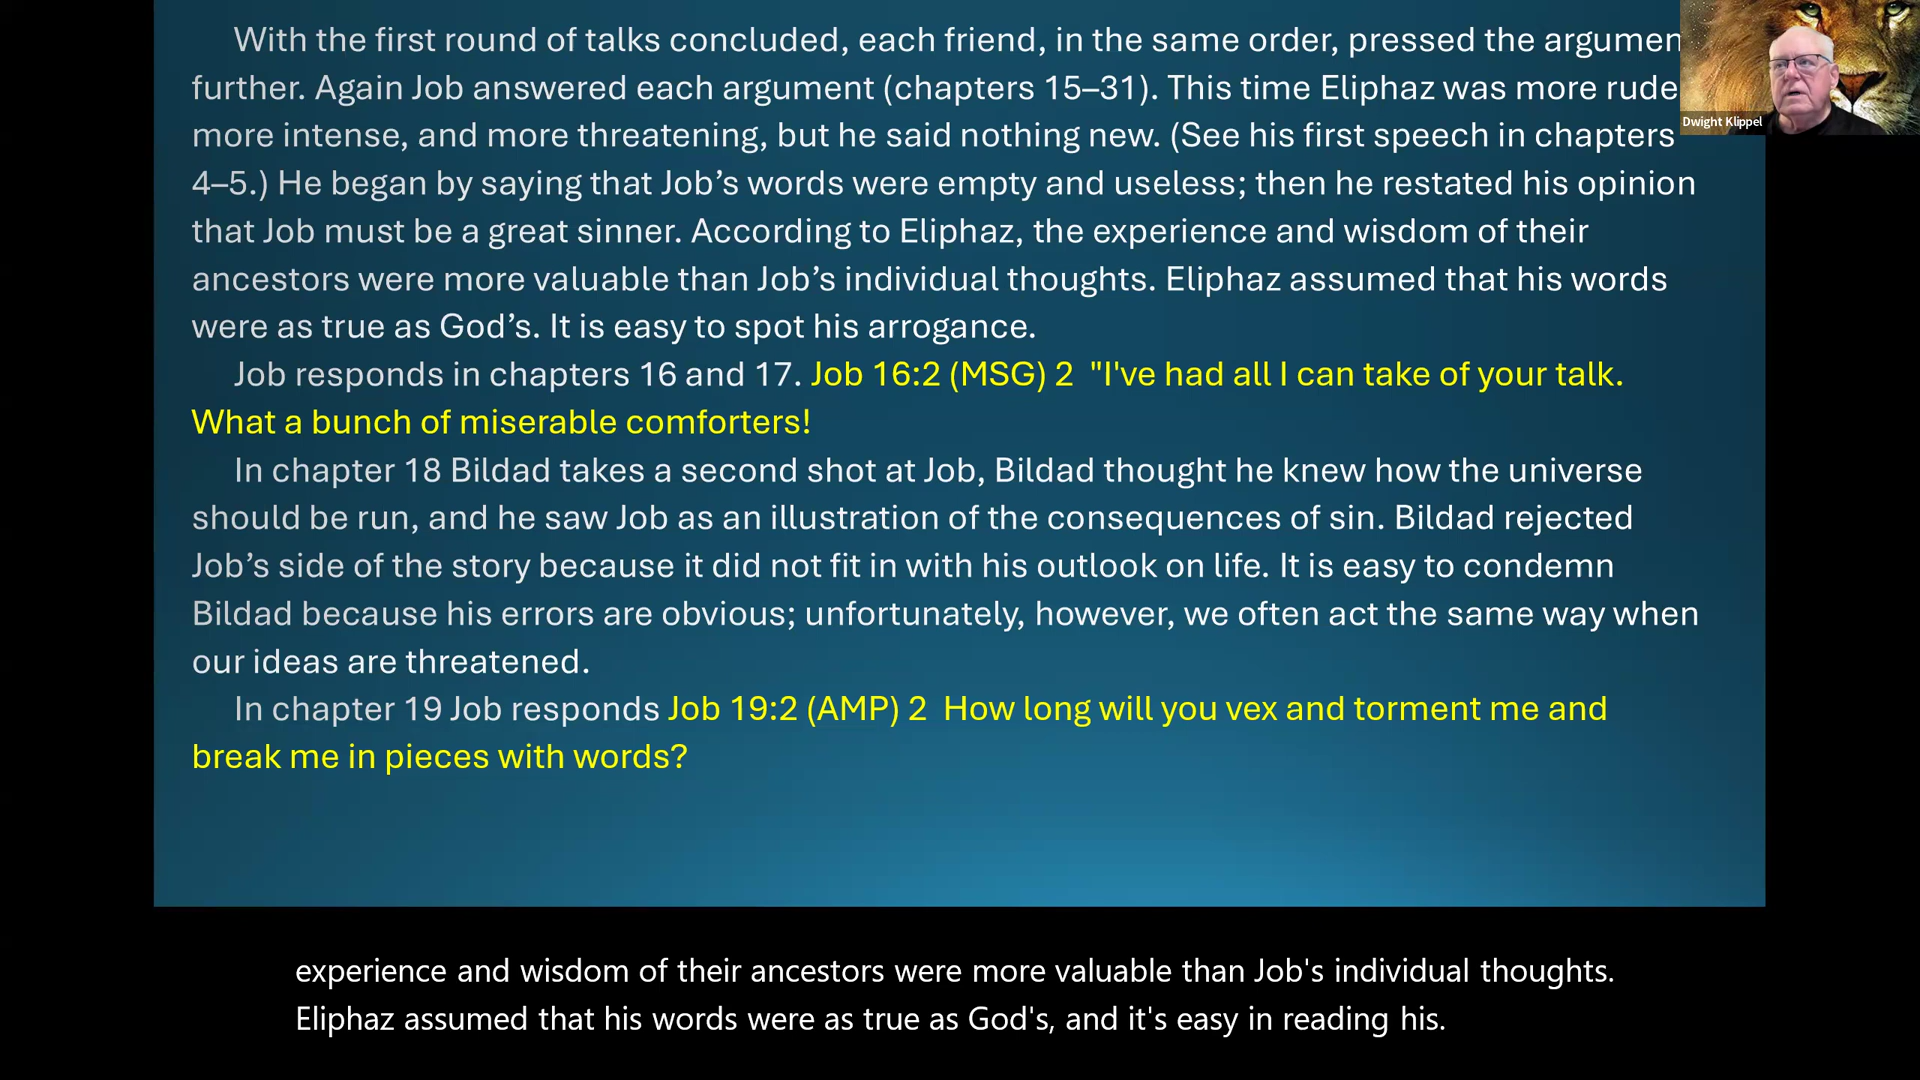 With the first round of talks concluded, each friend, in the same order, pressed the argumen
further. Again Job answered each argument (chapters 15–31). This time Eliphaz was more rude
more intense, and more threatening, but he said nothing new. (See his first speech in chapters
4–5.) He began by saying that Job’s words were empty and useless; then he restated his opinion
that Job must be a great sinner. According to Eliphaz, the experience and wisdom of their
ancestors were more valuable than Job’s individual thoughts. Eliphaz assumed that his words
were as true as God’s. It is easy to spot his arrogance.
Job responds in chapters 16 and 17. Job 16:2 (MSG) 2 "I've had all I can take of your talk.
What a bunch of miserable comforters!
In chapter 18 Bildad takes a second shot at Job, Bildad thought he knew how the universe
should be run, and he saw Job as an illustration of the consequences of sin. Bildad rejected
Job’s side of the story because it did not fit in with his outlook on life. It is easy to condemn
Bildad because his errors are obvious; unfortunately, however, we often act the same way when
our ideas are threatened.
In chapter 19 Job responds Job 19:2 (AMP) 2 How long will you vex and torment me and
break me in pieces with words?
Dwight Klippel
experience and wisdom of their ancestors were more valuable than Job's individual thoughts.
Eliphaz assumed that his words were as true as God's, and it's easy in reading his.